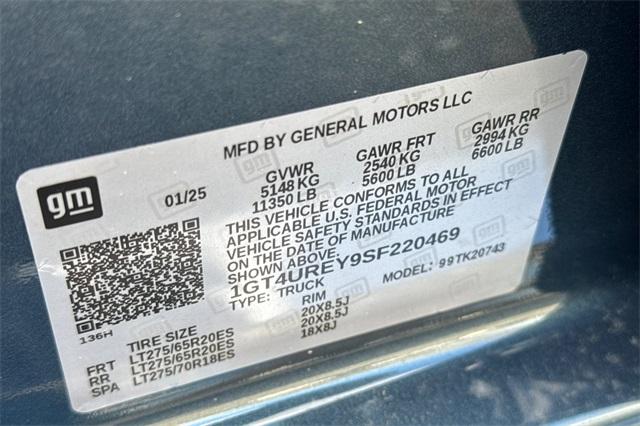 MFD BY GENERAL MOTORS LLC
gm
01/25
GVWR GAWR FRT GAWR RR
5148 KG 2540 KG 2994 KG
11350 LB 5600 LB 6600 LB
THIS VEHICLE CONFORMS TO ALL
APPLICABLE U.S. FEDERAL MOTOR
VEHICLE SAFETY STANDARDS IN EFFECT
ON THE DATE OF MANUFACTURE
SHOWN ABOVE.
1GT4UREY9SF220469
TYPE: TRUCK MODEL: 99TK20743
136H
TIRE SIZE RIM
FRT LT275/65R20ES 20X8.5J
RR LT275/65R20ES 20X8.5J
SPA LT275/70R18ES 18X8J